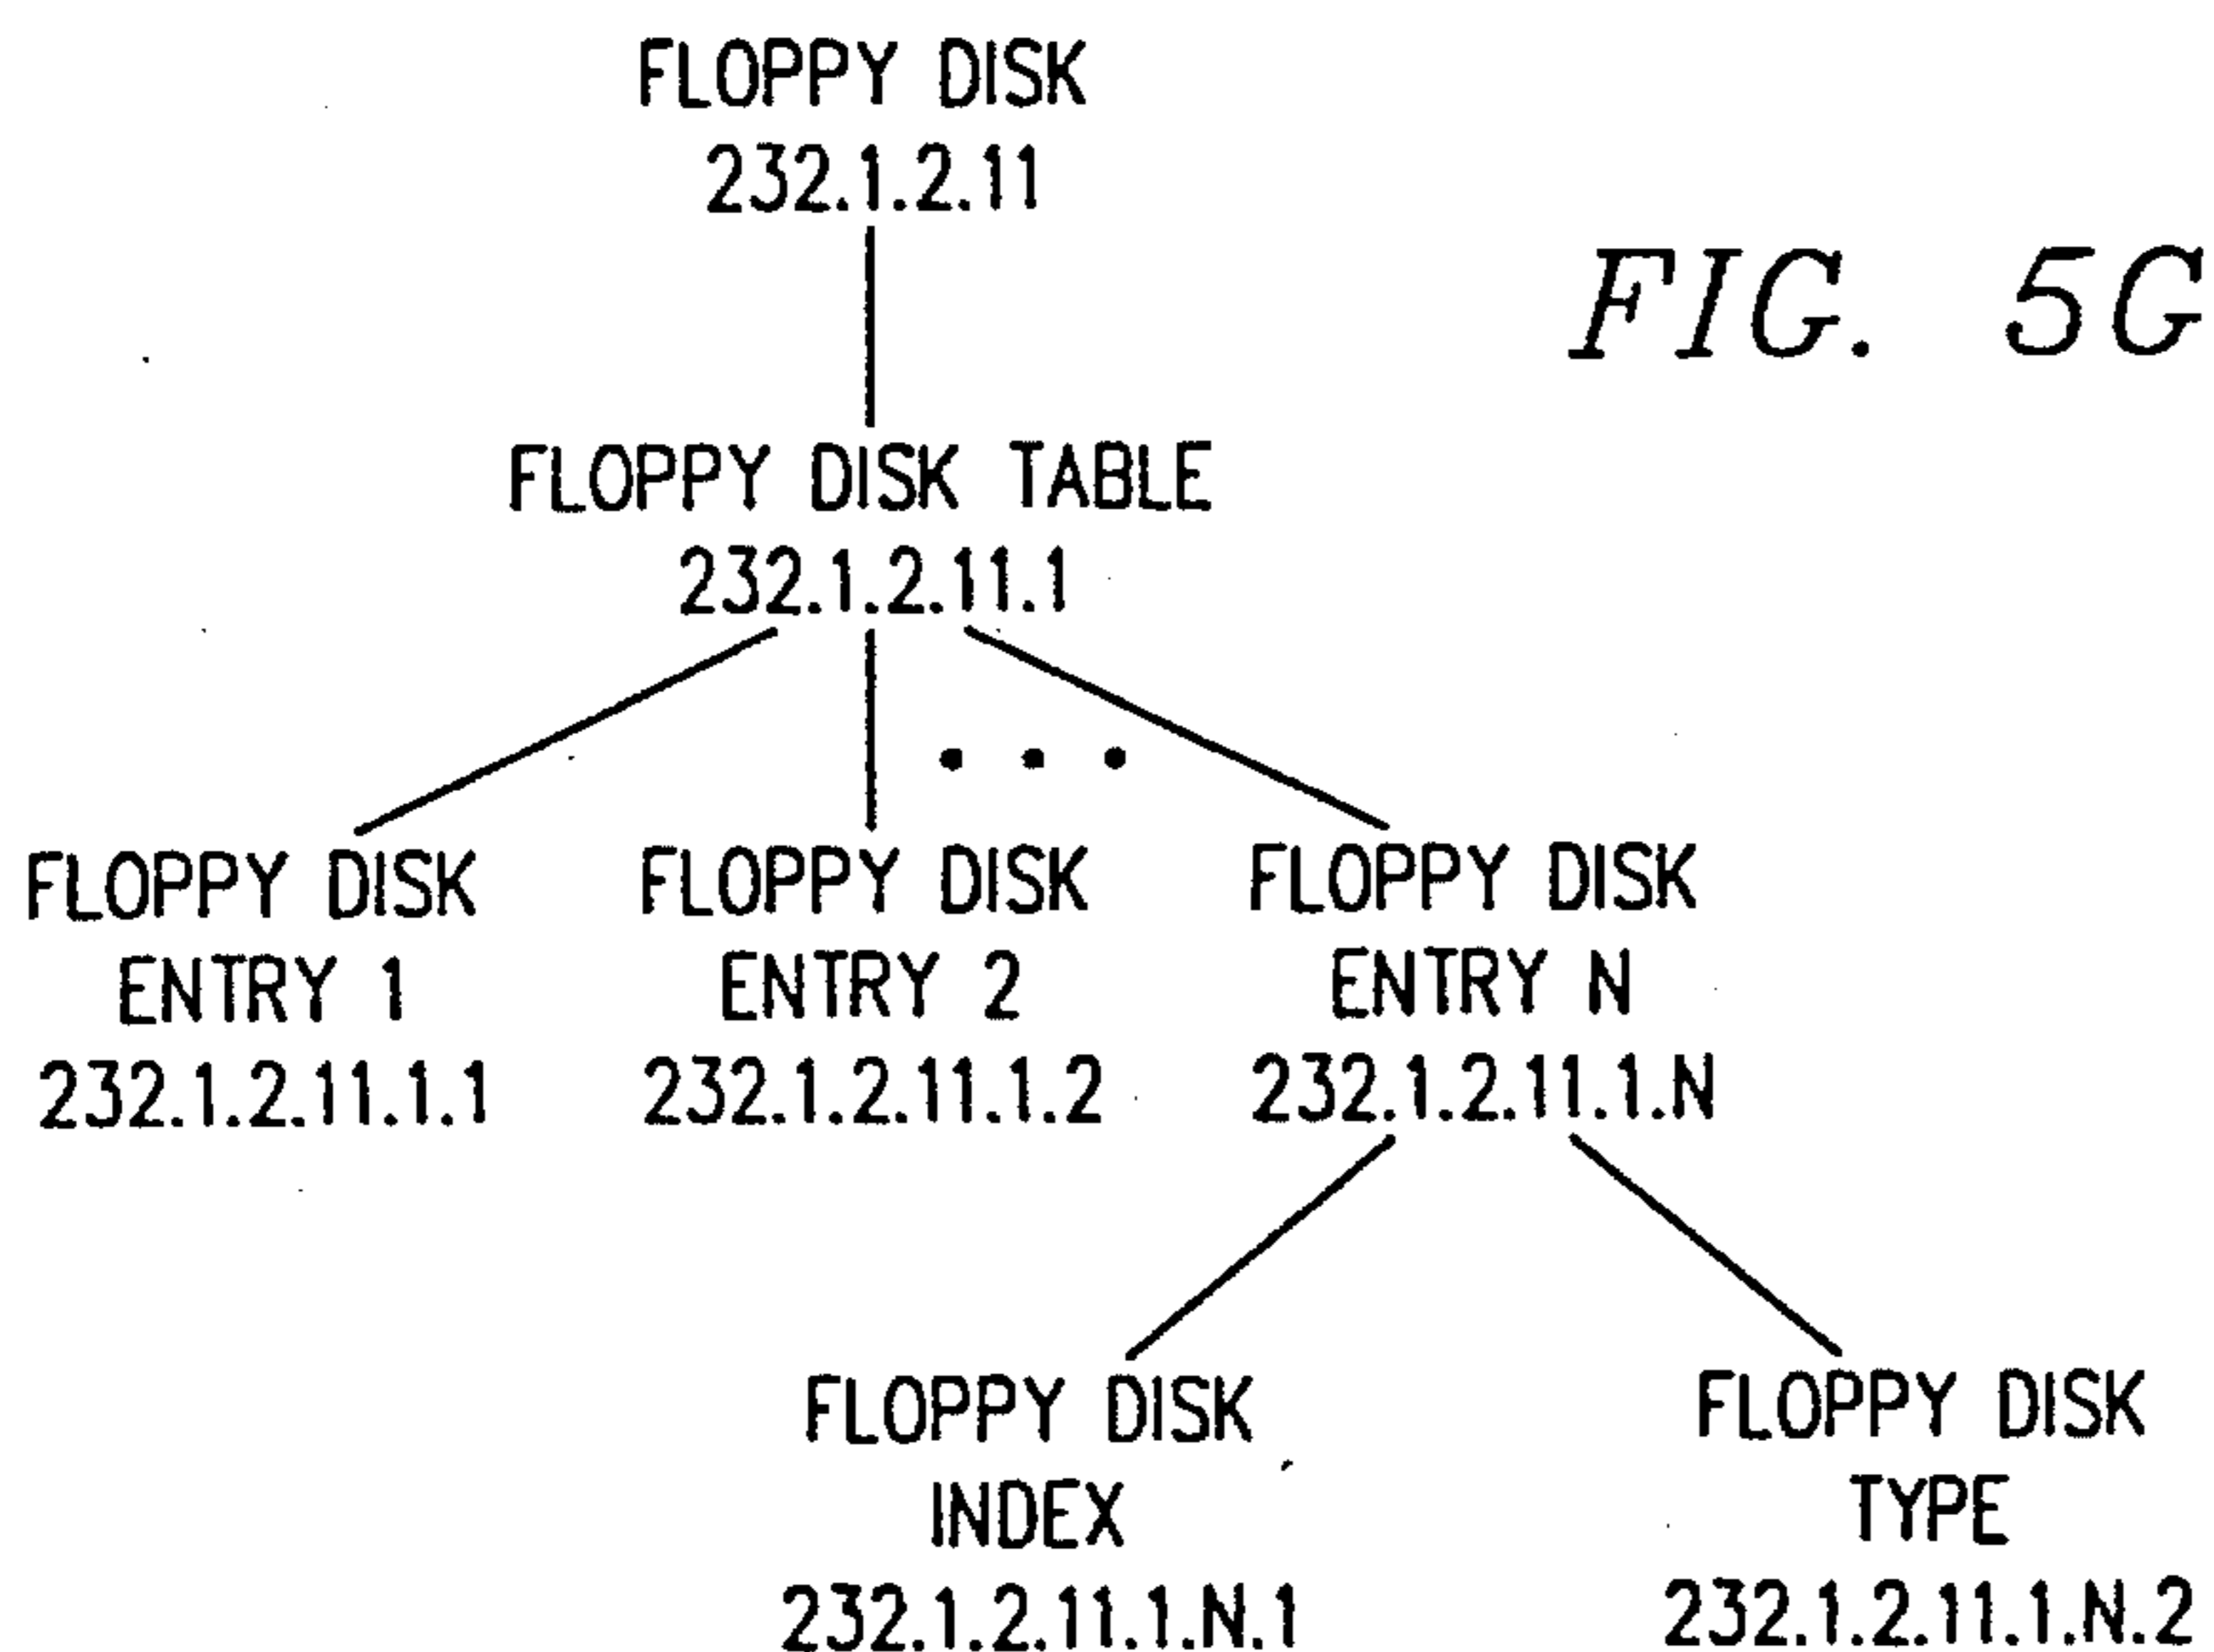 FLOPPY DISK
232.1.2.11
FIG. 5G
FLOPPY DISK TABLE
232.1.2.11.1
FLOPPY DISK
ENTRY 1
232.1.2.11.1.1
FLOPPY DISK
ENTRY 2
232.1.2.11.1.2
FLOPPY DISK
ENTRY N
232.1.2.11.1.N
FLOPPY DISK
INDEX
232.1.2.11.1.N.1
FLOPPY DISK
TYPE
232.1.2.11.1.N.2